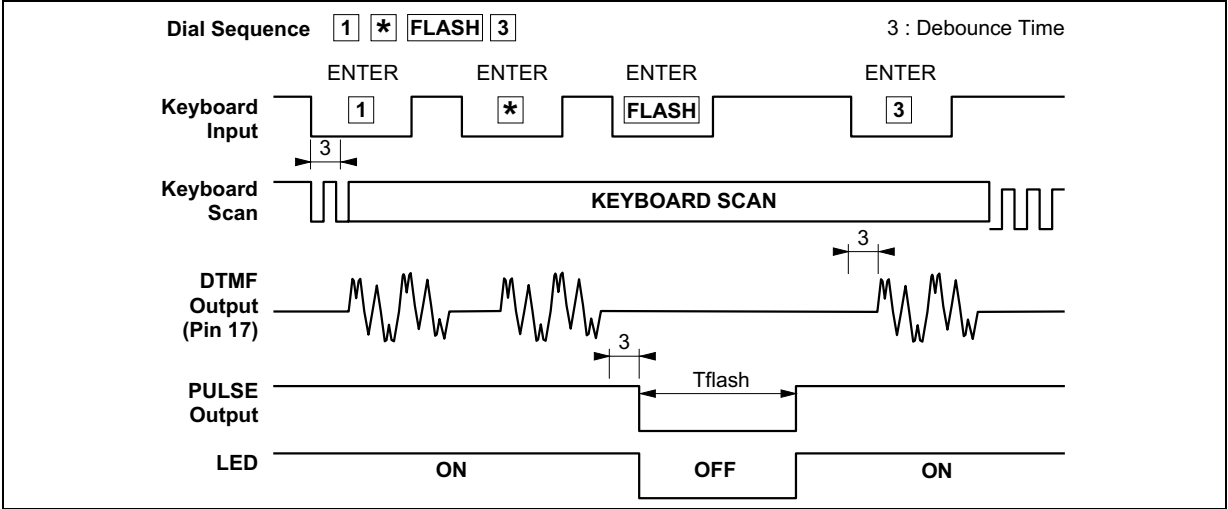 Dial Sequence 1 * FLASH 3
3 : Debounce Time
ENTER ENTER ENTER ENTER
Keyboard
Input
1 * FLASH 3
3
Keyboard
Scan
KEYBOARD SCAN
3
DTMF
Output
(Pin 17)
3
PULSE
Output
Tflash
LED
ON OFF ON